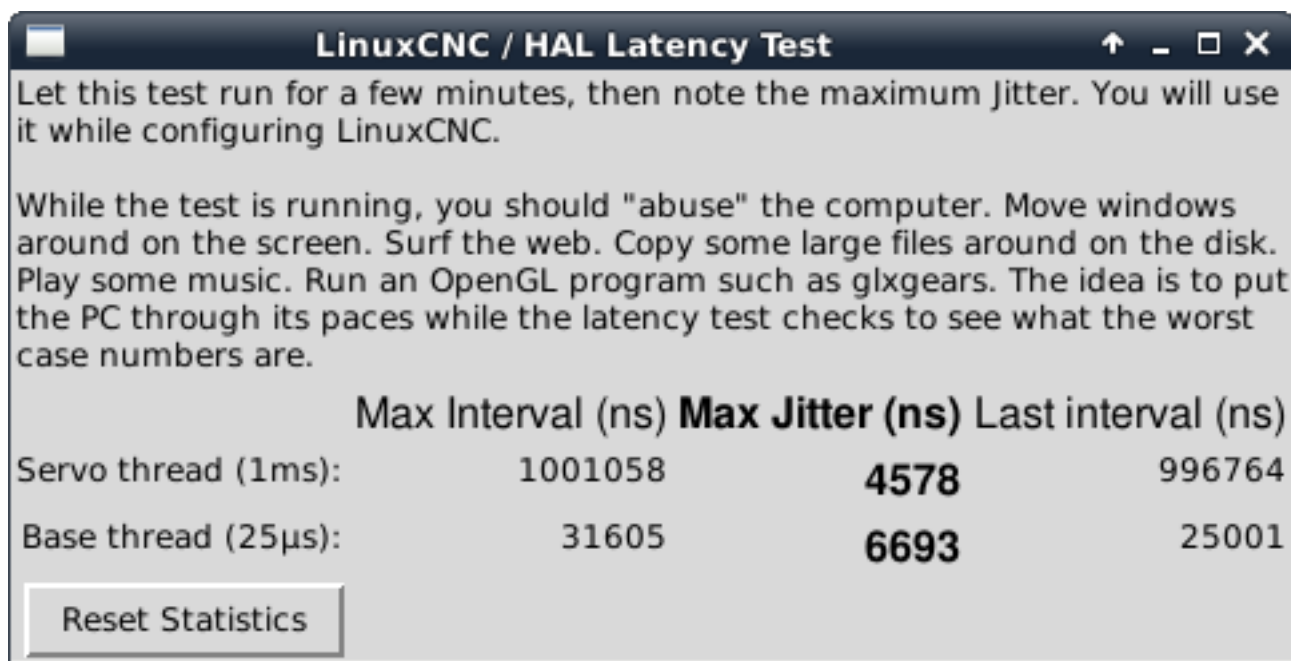 LinuxCNC / HAL Latency Test
Let this test run for a few minutes, then note the maximum Jitter. You will use
it while configuring LinuxCNC.
While the test is running, you should "abuse" the computer. Move windows
around on the screen. Surf the web. Copy some large files around on the disk.
Play some music. Run an OpenGL program such as glxgears. The idea is to put
the PC through its paces while the latency test checks to see what the worst
case numbers are.
Max Interval (ns) Max Jitter (ns) Last interval (ns)
Servo thread (1ms): 1001058 4578 996764
Base thread (25µs): 31605 6693 25001
Reset Statistics